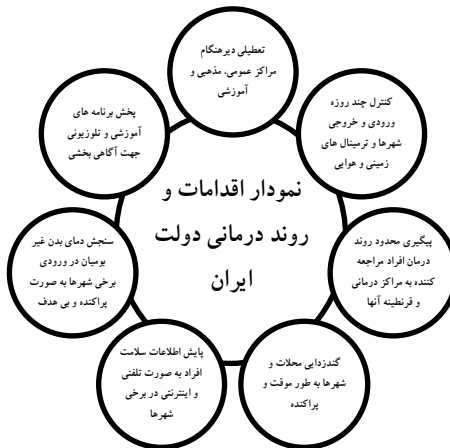 تعطیلی دیرهنگام
مراکز عمومی، مذهبی و
آموزشی
کنترل چند روزه
ورودی و خروجی
شهرها و ترمینال های
زمینی و هوایی
پیگیری محدود روند
درمان افراد مراجعه
کننده به مراکز درمانی
و قرنطینه آنها
گندزدایی محلات و
شهرها به طور موقت و
پراکنده
پایش اطلاعات سلامت
افراد به صورت تلفنی
و اینترنتی در برخی
شهرها
سنجش دمای بدن غیر
بومیان در ورودی
برخی شهرها به صورت
پراکنده و بی هدف
پخش برنامه های
آموزشی و تلوزیونی
جهت آگاهی بخشی
نمودار اقدامات و
روند درمانی دولت
ایران